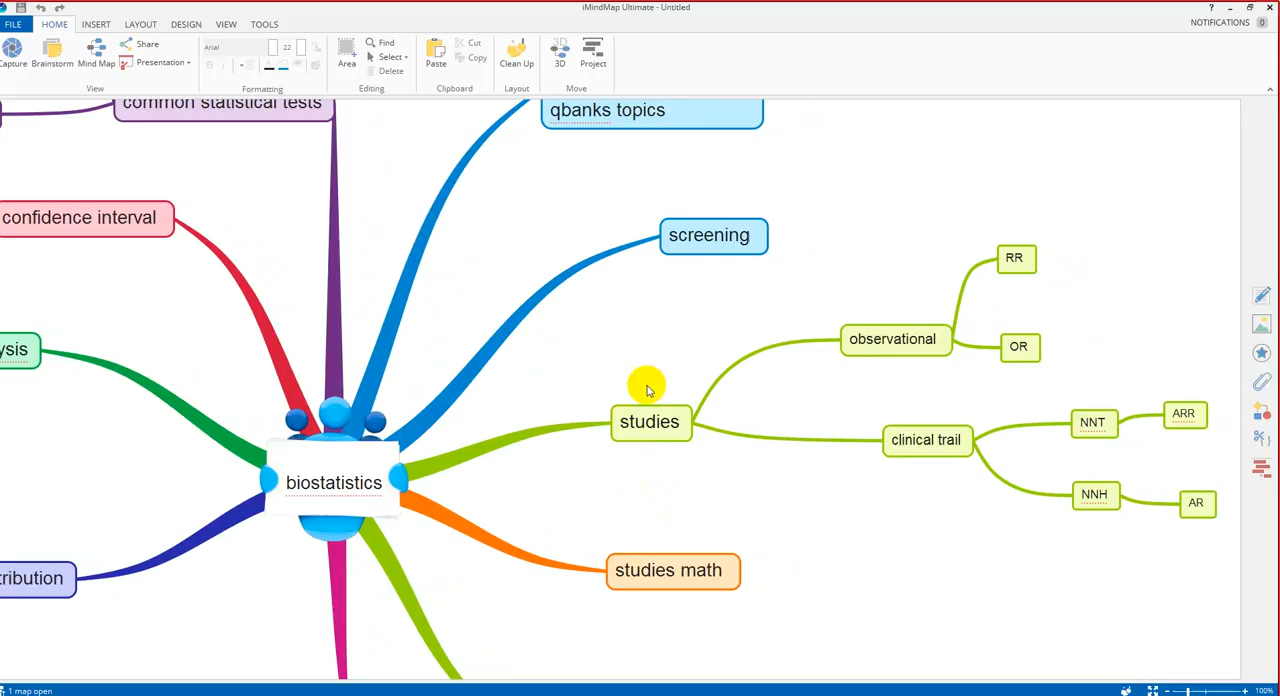 iMindMap Ultimate - Untitled
?
FILE HOME INSERT LAYOUT DESIGN VIEW TOOLS
NOTIFICATIONS 0
Capture
Brainstorm
Mind Map
Share
Presentation
View
Arial 22
B I
Formatting
Area
Find
Select
Delete
Editing
Paste
Cut
Copy
Clipboard
Clean Up
Layout
3D
Project
Move
common statistical tests
qbanks topics
confidence interval
screening
RR
observational
OR
ysis
studies
clinical trail
NNT
ARR
NNH
AR
biostatistics
tribution
studies math
1 map open
100%